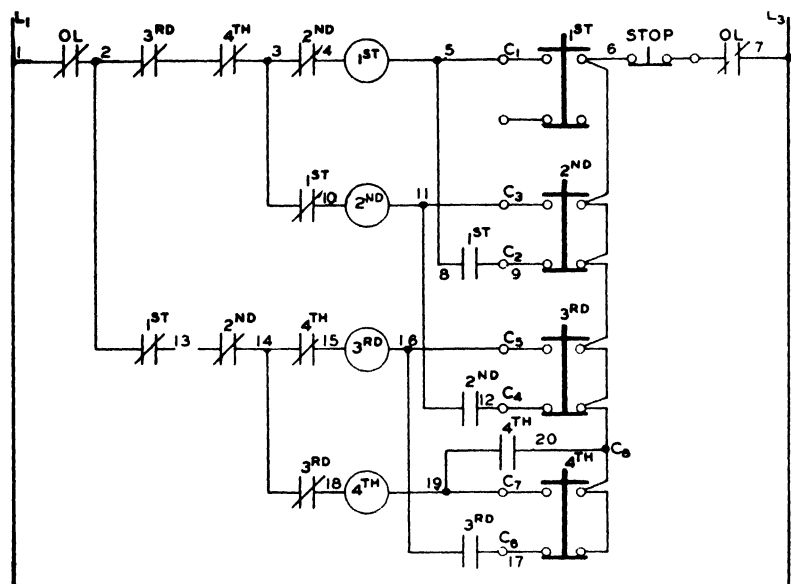 L1 L3
OL 3RD 4TH 2ND 1ST STOP OL
1 2 3 4 1ST 5 C1 6 7
1ST 2ND
10 2ND 11 C3
1ST
8 C2 9
1ST 2ND 4TH 3RD
13 14 15 3RD 16 C5
2ND
12 C4
4TH 20 C8
3RD 4TH
18 4TH 19 C7
3RD
C6
17